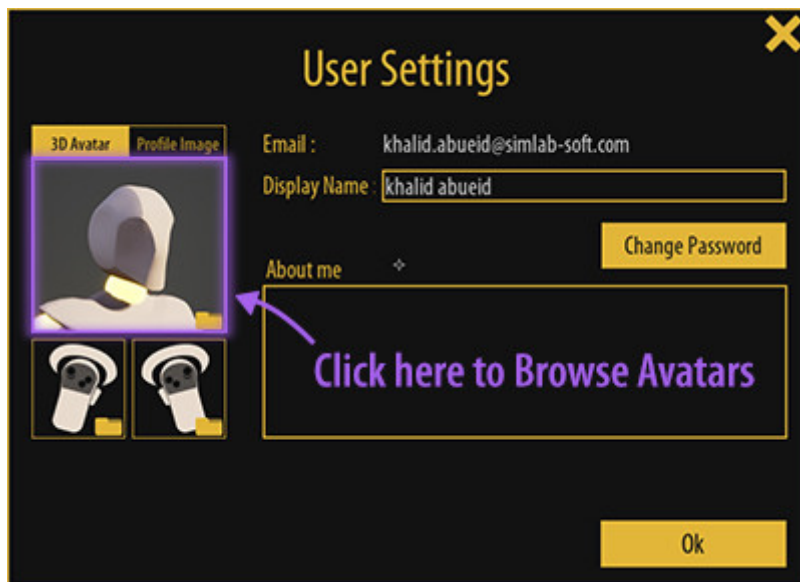 User Settings
3D Avatar
Profile Image
Email :
khalid.abueid@simlab-soft.com
Display Name :
khalid abueid
Change Password
About me
Click here to Browse Avatars
Ok